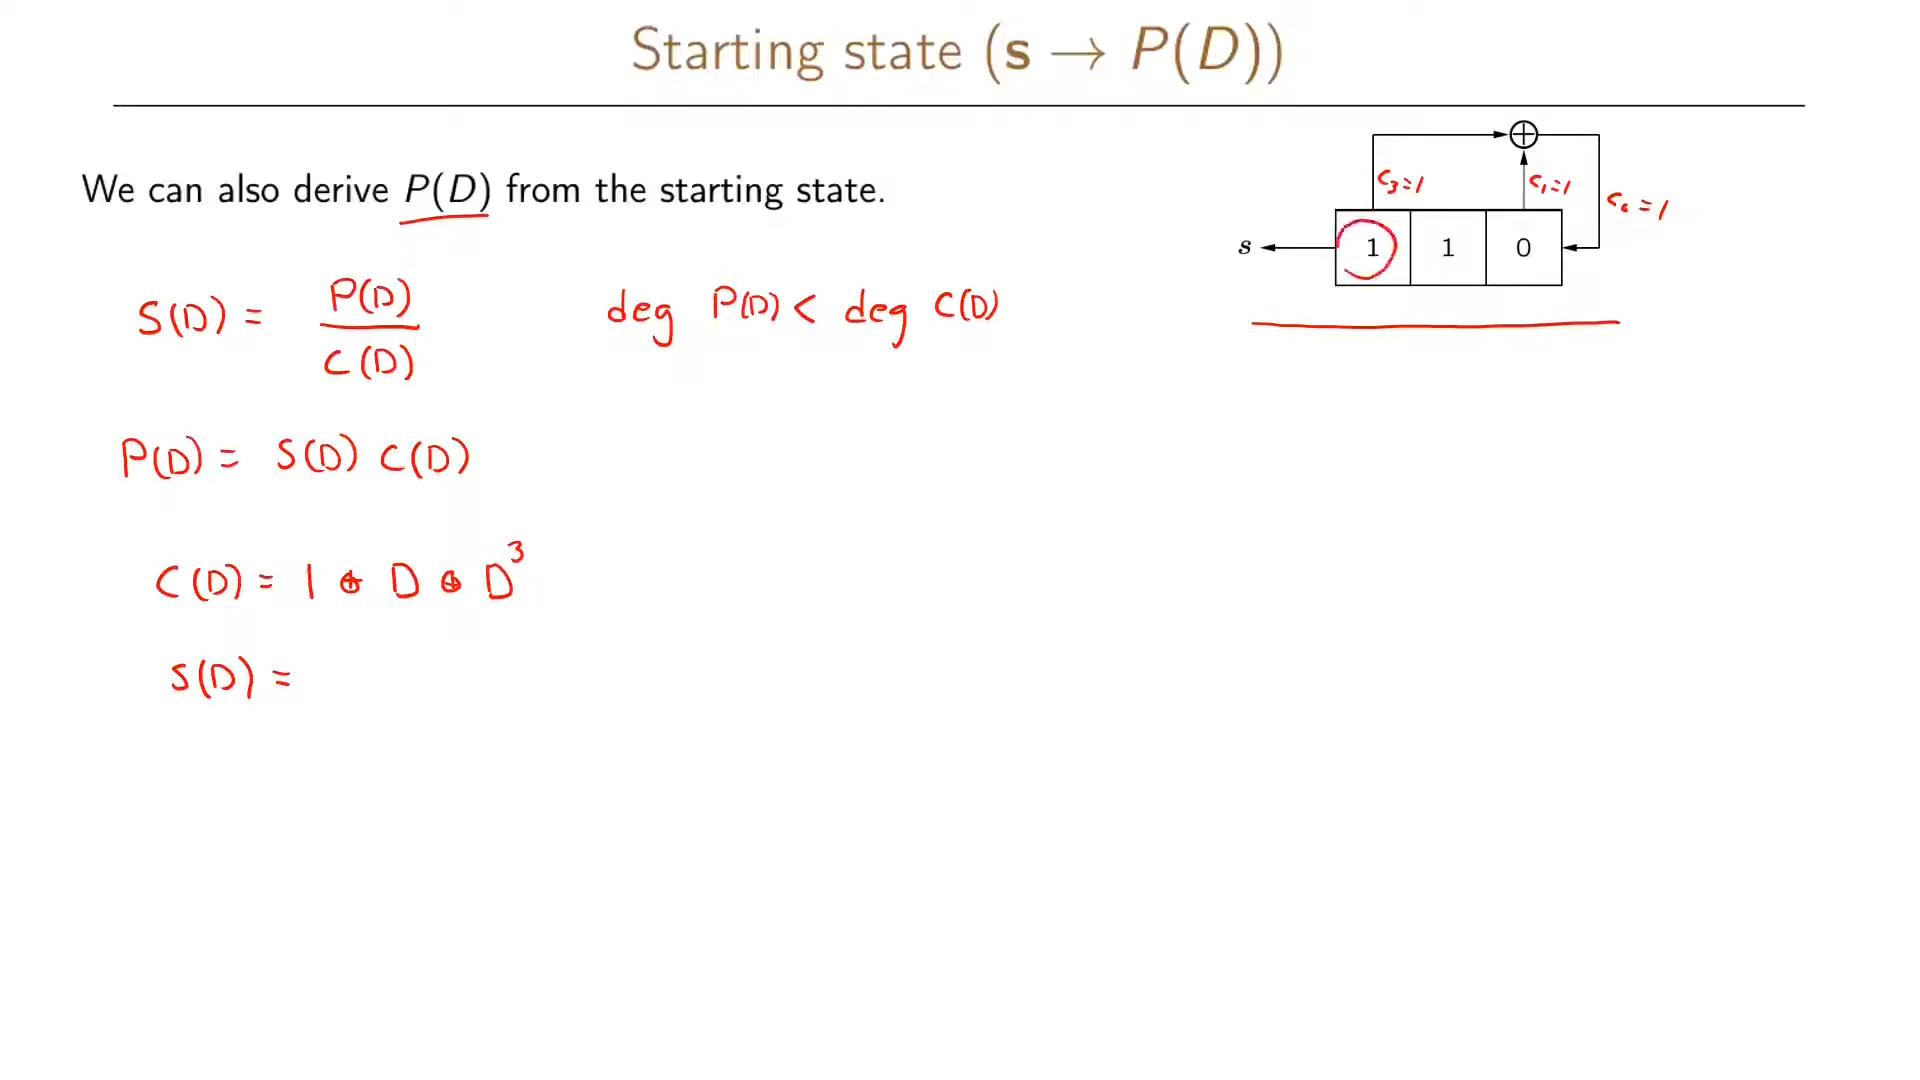 Starting state (s → P(D))
We can also derive P(D) from the starting state.
c₃=1
c₁=1
c₀=1
s
1 1 0
S(D) = P(D) / C(D)
deg P(D) < deg C(D)
P(D) = S(D) C(D)
C(D) = 1 ⊕ D ⊕ D³
S(D) =